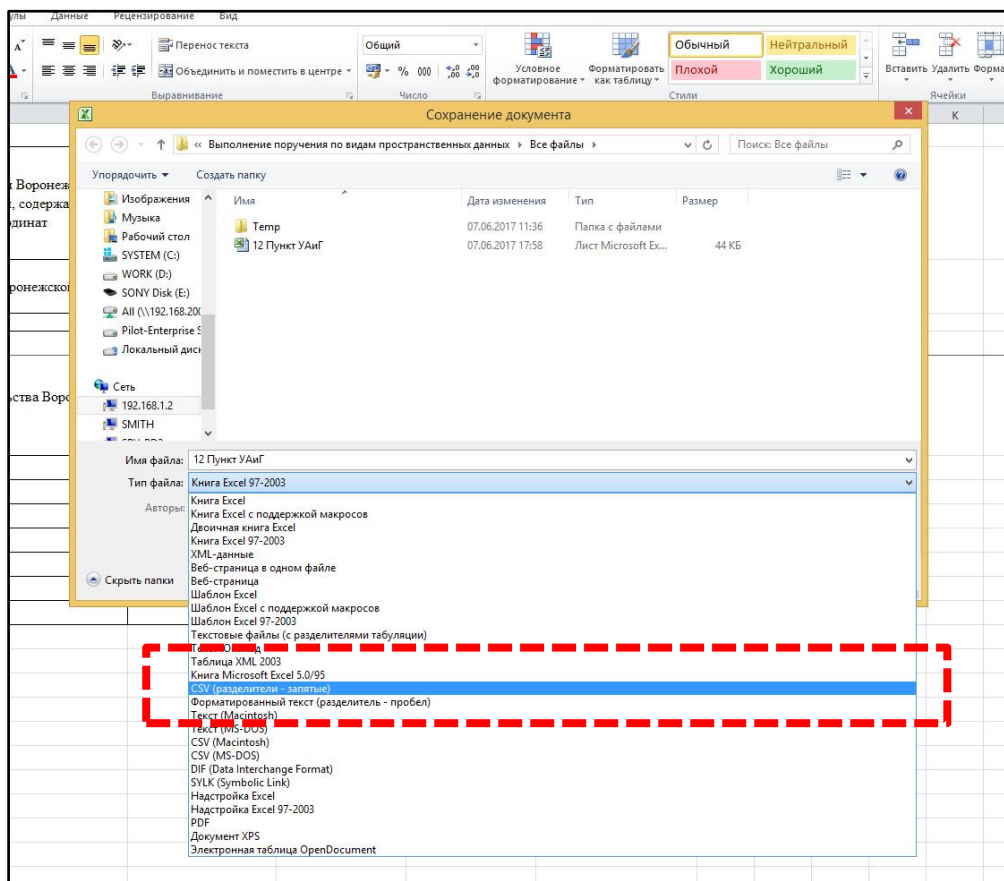 Данные Рецензирование Вид
Перенос текста Общий Обычный Нейтральный
Объединить и поместить в центре % 000 Условное форматирование Форматировать как таблицу Плохой Хороший Вставить Удалить
Выравнивание Число Стили Ячейки
Сохранение документа
K
« Выполнение поручения по видам пространственных данных Все файлы Поиск: Все файлы
Упорядочить Создать папку
Изображения Имя Дата изменения Тип Размер
Музыка
Рабочий стол Temp 07.06.2017 11:36 Папка с файлами
SYSTEM (C:) 12 Пункт УАиГ 07.06.2017 17:58 Лист Microsoft Ex... 44 КБ
WORK (D:)
SONY Disk (E:)
All (\\192.168.200
Pilot-Enterprise S
Локальный диск
Сеть
192.168.1.2
SMITH
Имя файла: 12 Пункт УАиГ
Тип файла: Книга Excel 97-2003
Авторы:
Скрыть папки
Книга Excel
Книга Excel с поддержкой макросов
Двоичная книга Excel
Книга Excel 97-2003
XML-данные
Веб-страница в одном файле
Веб-страница
Шаблон Excel
Шаблон Excel с поддержкой макросов
Шаблон Excel 97-2003
Текстовые файлы (с разделителями табуляции)
Таблица XML 2003
Книга Microsoft Excel 5.0/95
CSV (разделители - запятые)
Форматированный текст (разделитель - пробел)
Текст (Macintosh)
Текст (MS-DOS)
CSV (Macintosh)
CSV (MS-DOS)
DIF (Data Interchange Format)
SYLK (Symbolic Link)
Надстройка Excel
Надстройка Excel 97-2003
PDF
Документ XPS
Электронная таблица OpenDocument